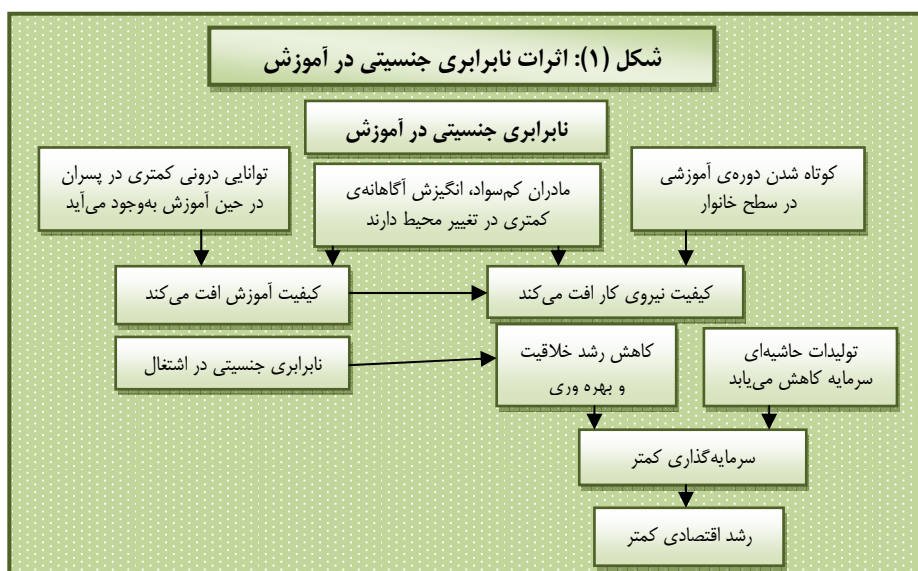 شکل (۱): اثرات نابرابری جنسیتی در آموزش
نابرابری جنسیتی در آموزش
کوتاه شدن دوره‌ی آموزشی
در سطح خانوار
مادران کم‌سواد، انگیزش آگاهانه‌ی
کمتری در تغییر محیط دارند
توانایی درونی کمتری در پسران
در حین آموزش به‌وجود می‌آید
کیفیت نیروی کار افت می‌کند
کیفیت آموزش افت می‌کند
تولیدات حاشیه‌ای
سرمایه کاهش می‌یابد
کاهش رشد خلاقیت
و بهره وری
نابرابری جنسیتی در اشتغال
سرمایه‌گذاری کمتر
رشد اقتصادی کمتر